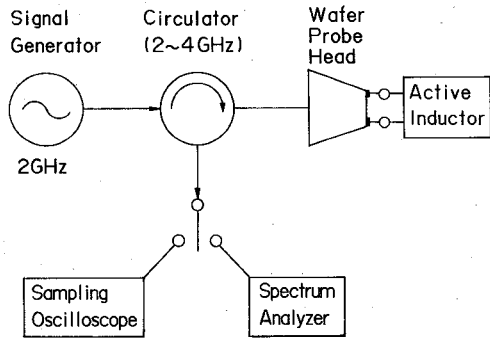 Signal
Generator
Circulator
(2~4GHz)
Wafer
Probe
Head
Active
Inductor
2GHz
Sampling
Oscilloscope
Spectrum
Analyzer